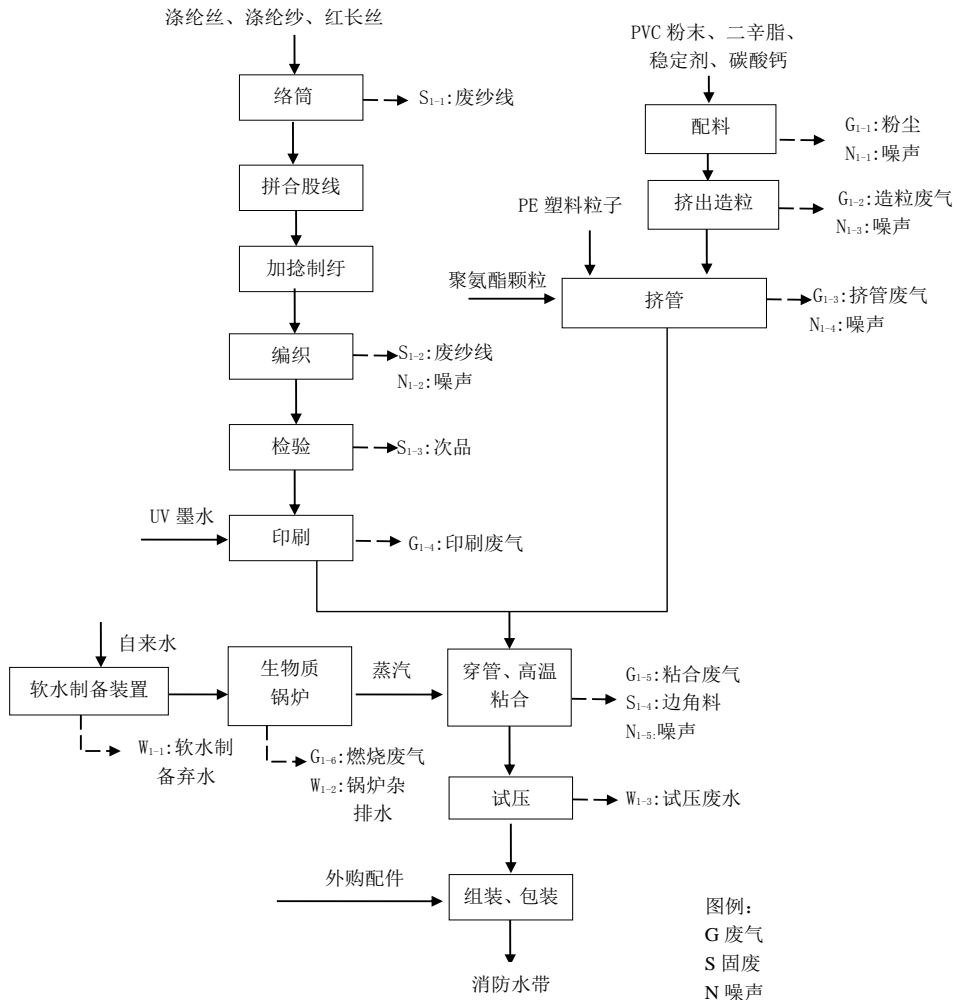 涤纶丝、涤纶纱、红长丝
PVC 粉末、二辛脂、
稳定剂、碳酸钙
络筒
S₁₋₁:废纱线
配料
G₁₋₁:粉尘
N₁₋₁:噪声
拼合股线
PE 塑料粒子
挤出造粒
G₁₋₂:造粒废气
N₁₋₃:噪声
加捻制纡
聚氨酯颗粒
挤管
G₁₋₃:挤管废气
N₁₋₄:噪声
编织
S₁₋₂:废纱线
N₁₋₂:噪声
检验
S₁₋₃:次品
UV 墨水
印刷
G₁₋₄:印刷废气
自来水
软水制备装置
生物质
锅炉
蒸汽
穿管、高温
粘合
G₁₋₅:粘合废气
S₁₋₄:边角料
N₁₋₅:噪声
W₁₋₁:软水制
备弃水
G₁₋₆:燃烧废气
W₁₋₂:锅炉杂
排水
试压
W₁₋₃:试压废水
外购配件
组装、包装
消防水带
图例:
G 废气
S 固废
N 噪声